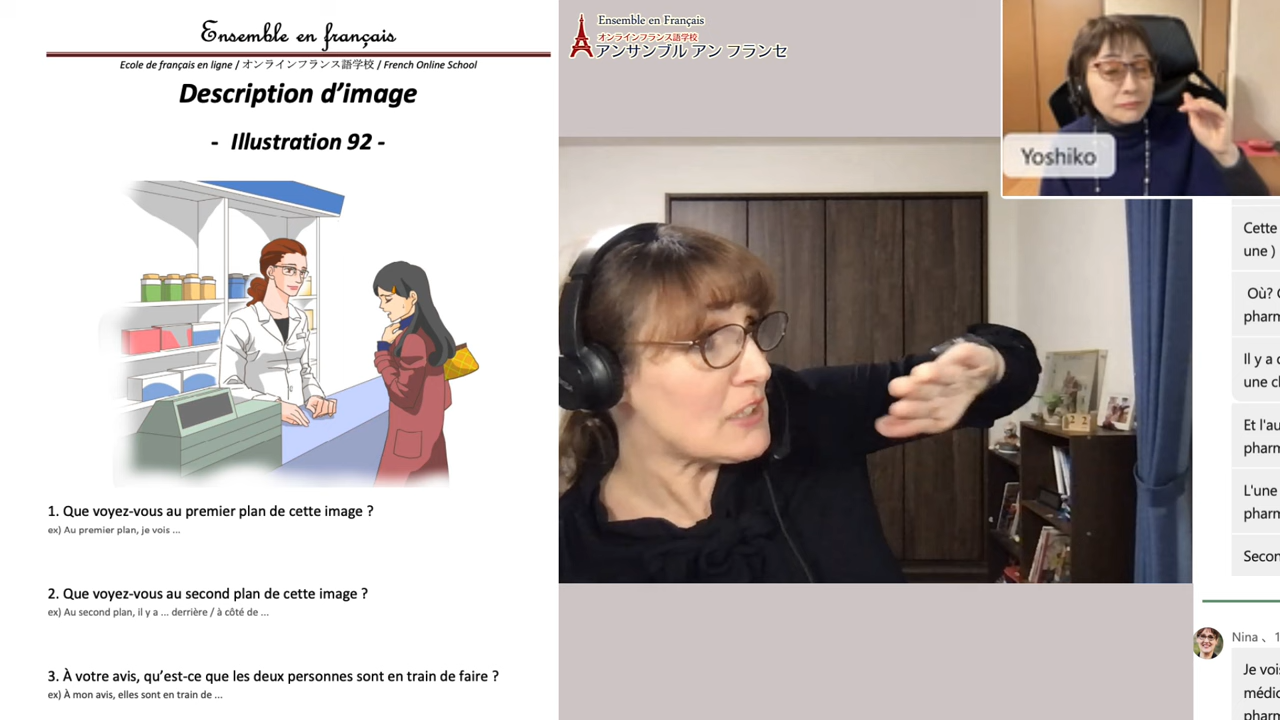 Ensemble en français
Ecole de français en ligne / オンラインフランス語学校 / French Online School
Description d’image
- Illustration 92 -
1. Que voyez-vous au premier plan de cette image ?
ex) Au premier plan, je vois ...
2. Que voyez-vous au second plan de cette image ?
ex) Au second plan, il y a ... derrière / à côté de ...
3. À votre avis, qu’est-ce que les deux personnes sont en train de faire ?
ex) À mon avis, elles sont en train de ...
Ensemble en Français
オンラインフランス語学校
アンサンブル アン フランセ
Yoshiko
22
Cette
une )
Où?
pharm
Il y a
une
Et l'au
pharm
L'une
pharm
Secon
Nina 、 1
Je voi
médic
pharm